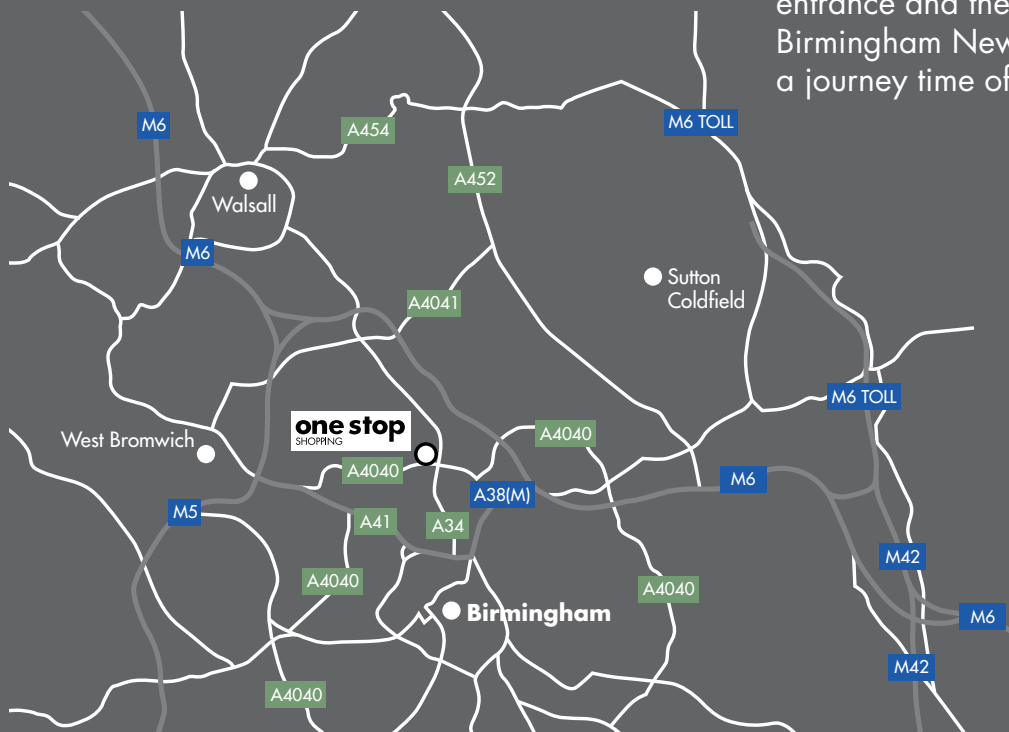 entrance and the
Birmingham New
a journey time of
M6
A454
M6 TOLL
A452
Walsall
M6
Sutton
Coldfield
A4041
M6 TOLL
one stop
SHOPPING
West Bromwich
A4040
A4040
M6
A38(M)
M5
A41
A34
M42
A4040
A4040
Birmingham
M6
M42
A4040